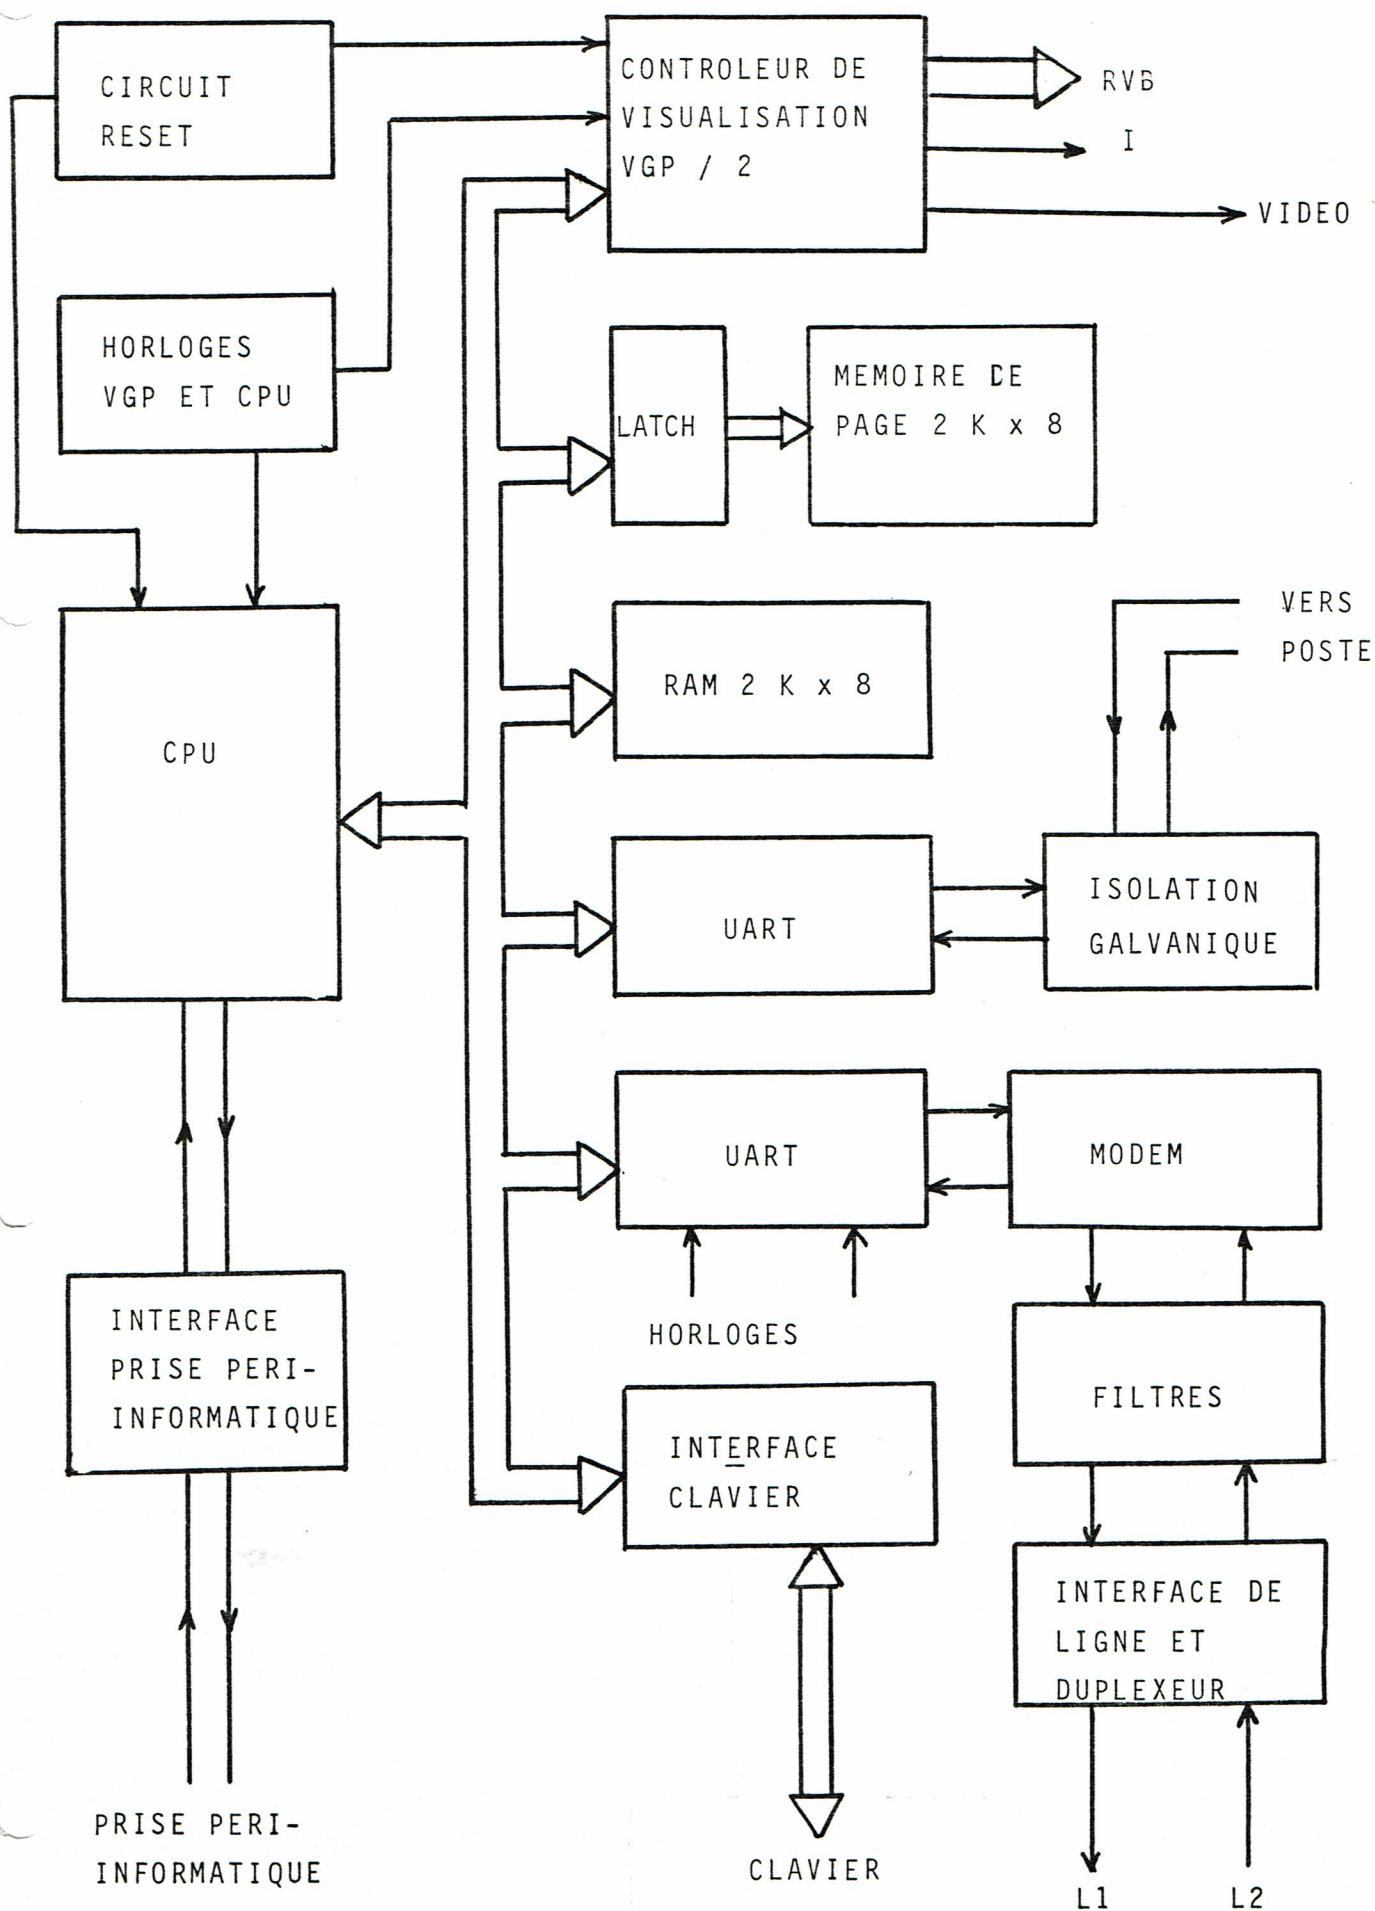 CIRCUIT
RESET
CONTROLEUR DE
VISUALISATION
VGP / 2
RVB
I
VIDEO
HORLOGES
VGP ET CPU
LATCH
MEMOIRE DE
PAGE 2 K x 8
CPU
RAM 2 K x 8
VERS
POSTE
UART
ISOLATION
GALVANIQUE
UART
MODEM
HORLOGES
INTERFACE
PRISE PERI-
INFORMATIQUE
FILTRES
INTERFACE
CLAVIER
INTERFACE DE
LIGNE ET
DUPLEXEUR
PRISE PERI-
INFORMATIQUE
CLAVIER
L1
L2